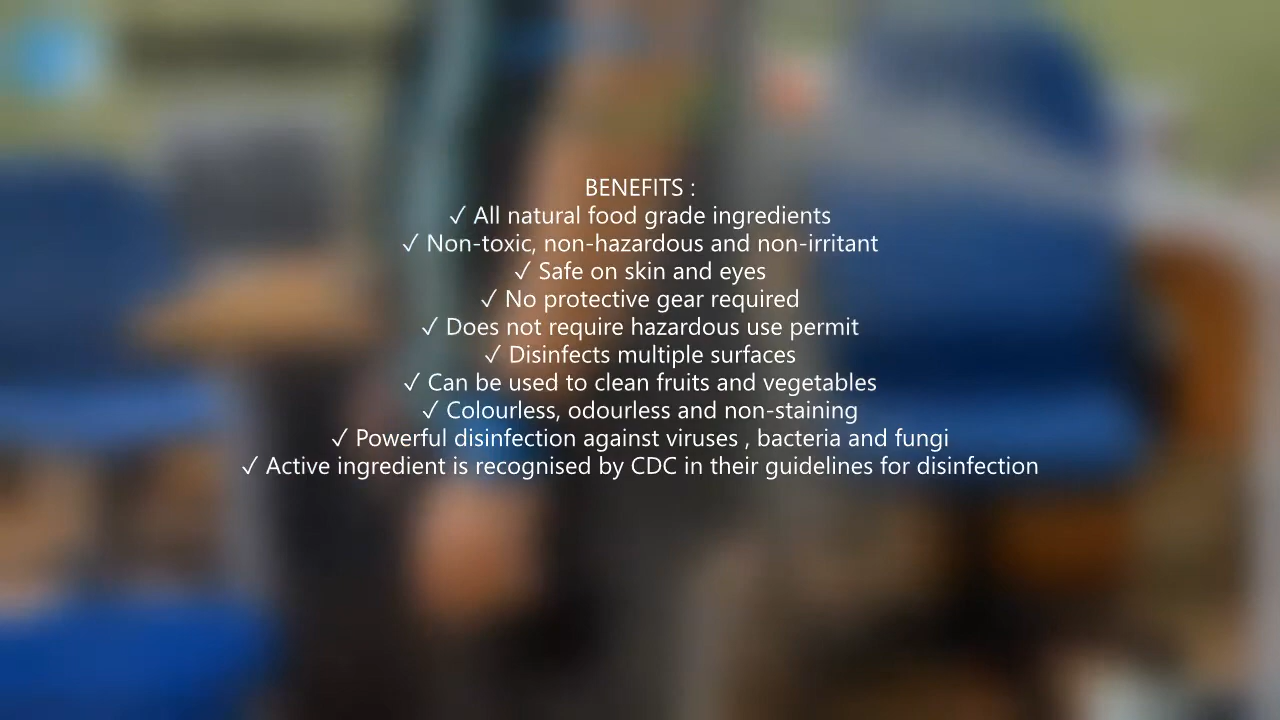 BENEFITS :
✓ All natural food grade ingredients
✓ Non-toxic, non-hazardous and non-irritant
✓ Safe on skin and eyes
✓ No protective gear required
✓ Does not require hazardous use permit
✓ Disinfects multiple surfaces
✓ Can be used to clean fruits and vegetables
✓ Colourless, odourless and non-staining
✓ Powerful disinfection against viruses , bacteria and fungi
✓ Active ingredient is recognised by CDC in their guidelines for disinfection